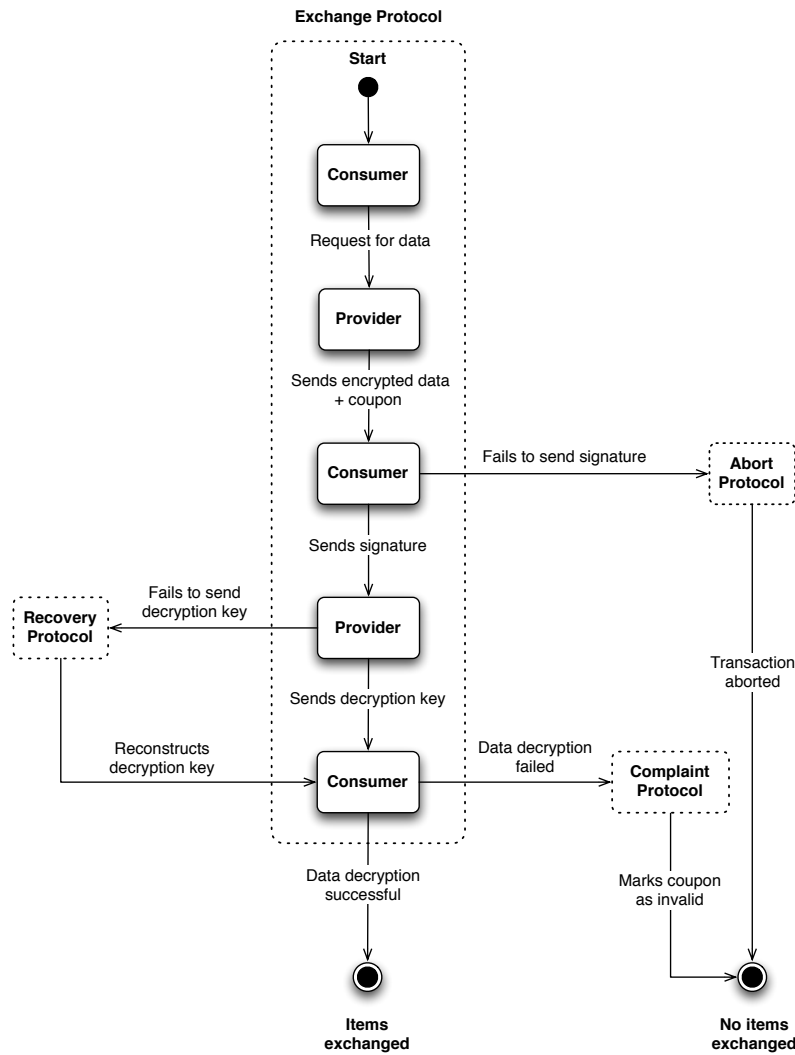 Exchange Protocol
Start
Consumer
Request for data
Provider
Sends encrypted data
+ coupon
Consumer
Fails to send signature
Abort
Protocol
Sends signature
Fails to send
decryption key
Recovery
Protocol
Provider
Transaction
aborted
Sends decryption key
Reconstructs
decryption key
Consumer
Data decryption
failed
Complaint
Protocol
Data decryption
successful
Marks coupon
as invalid
Items
exchanged
No items
exchanged